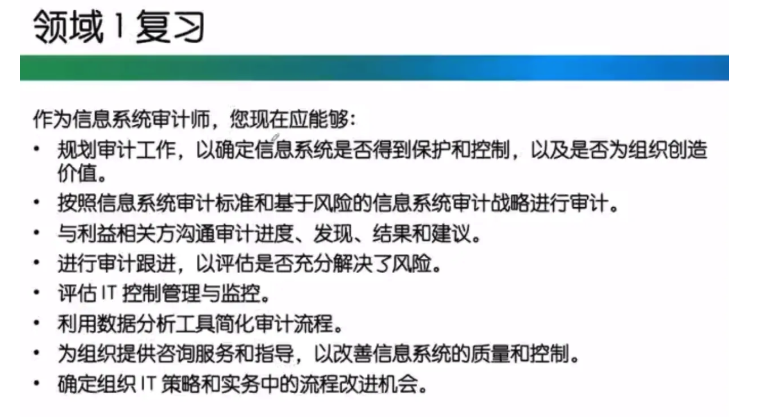 领域1复习
作为信息系统审计师，您现在应能够：
• 规划审计工作，以确定信息系统是否得到保护和控制，以及是否为组织创造
价值。
• 按照信息系统审计标准和基于风险的信息系统审计战略进行审计。
• 与利益相关方沟通审计进度、发现、结果和建议。
• 进行审计跟进，以评估是否充分解决了风险。
• 评估IT控制管理与监控。
• 利用数据分析工具简化审计流程。
• 为组织提供咨询服务和指导，以改善信息系统的质量和控制。
• 确定组织IT策略和实务中的流程改进机会。